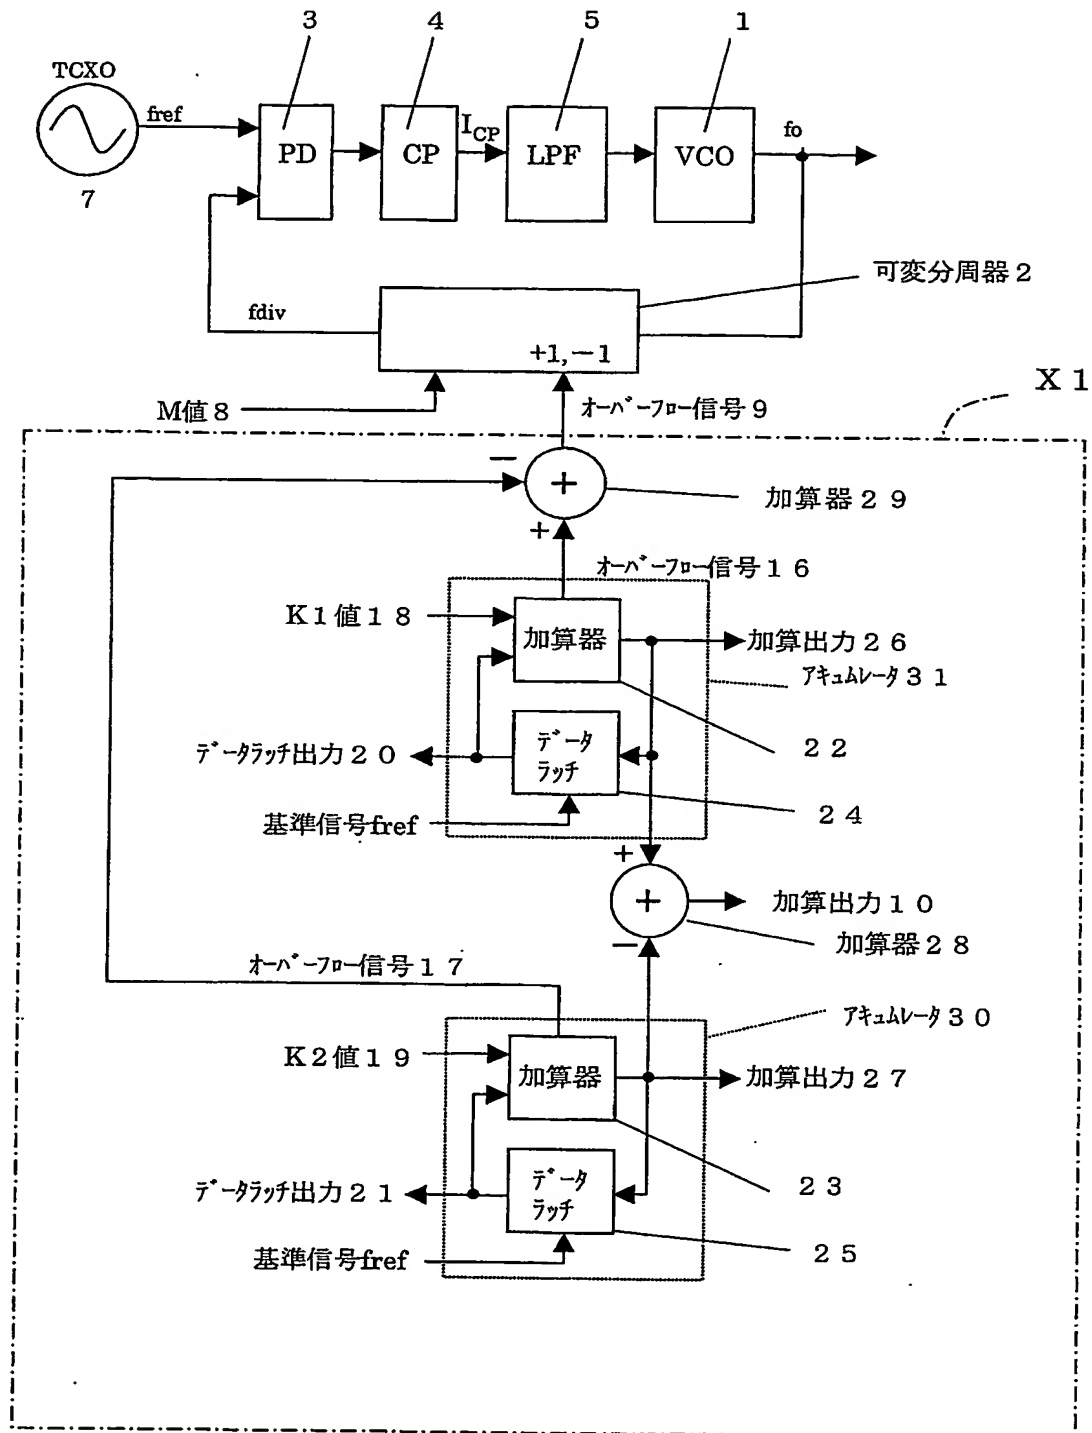 3
4
5
1
TCXO
fref
PD
CP
I_CP
LPF
VCO
fo
7
可変分周器2
fdiv
+1,−1
X1
M値8
オーバーフロー信号9
−
+
加算器29
+
オーバーフロー信号16
K1値18
加算器
加算出力26
アキュムレータ31
データラッチ出力20
データ
ラッチ
22
基準信号fref
24
+
+
加算出力10
−
加算器28
オーバーフロー信号17
アキュムレータ30
K2値19
加算器
加算出力27
データラッチ出力21
データ
ラッチ
23
基準信号fref
25